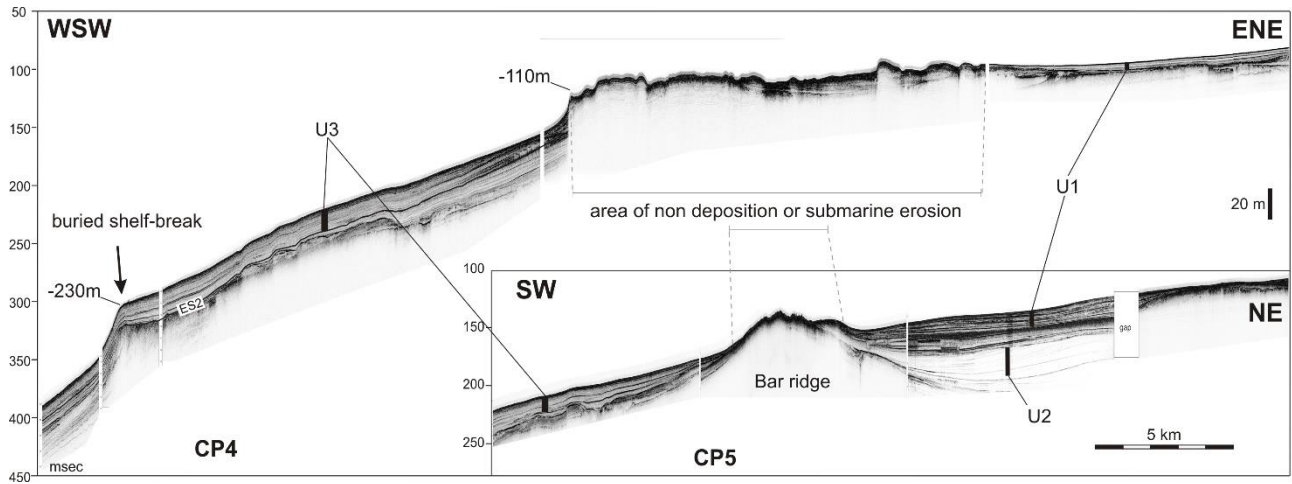 50
WSW
ENE
100
-110m
150
U3
200
U1
area of non deposition or submarine erosion
20 m
250
buried shelf-break
100
SW
-230m
NE
300
ES2
150
gap
350
Bar ridge
200
U2
400
250
5 km
CP4
CP5
msec
450